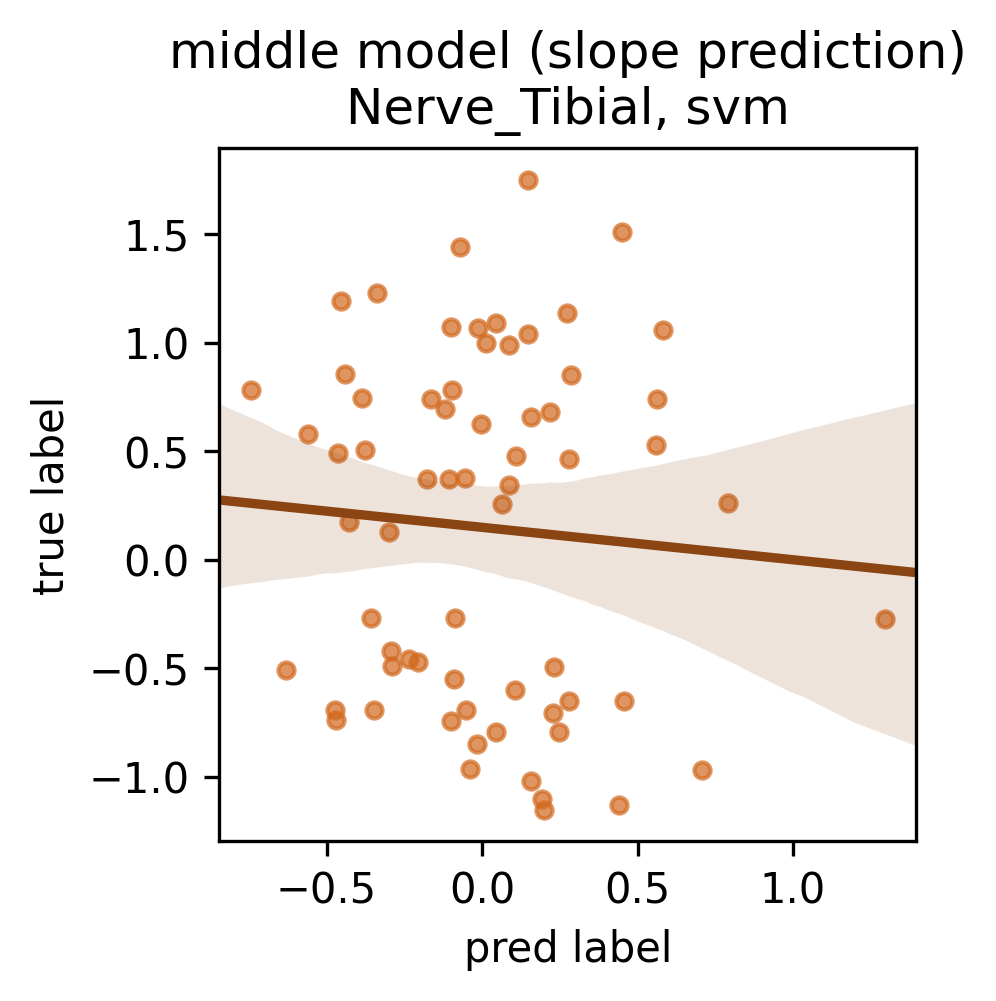 middle model (slope prediction)
Nerve_Tibial, svm
1.5
1.0
0.5
0.0
−0.5
−1.0
true label
−0.5
0.0
0.5
1.0
pred label